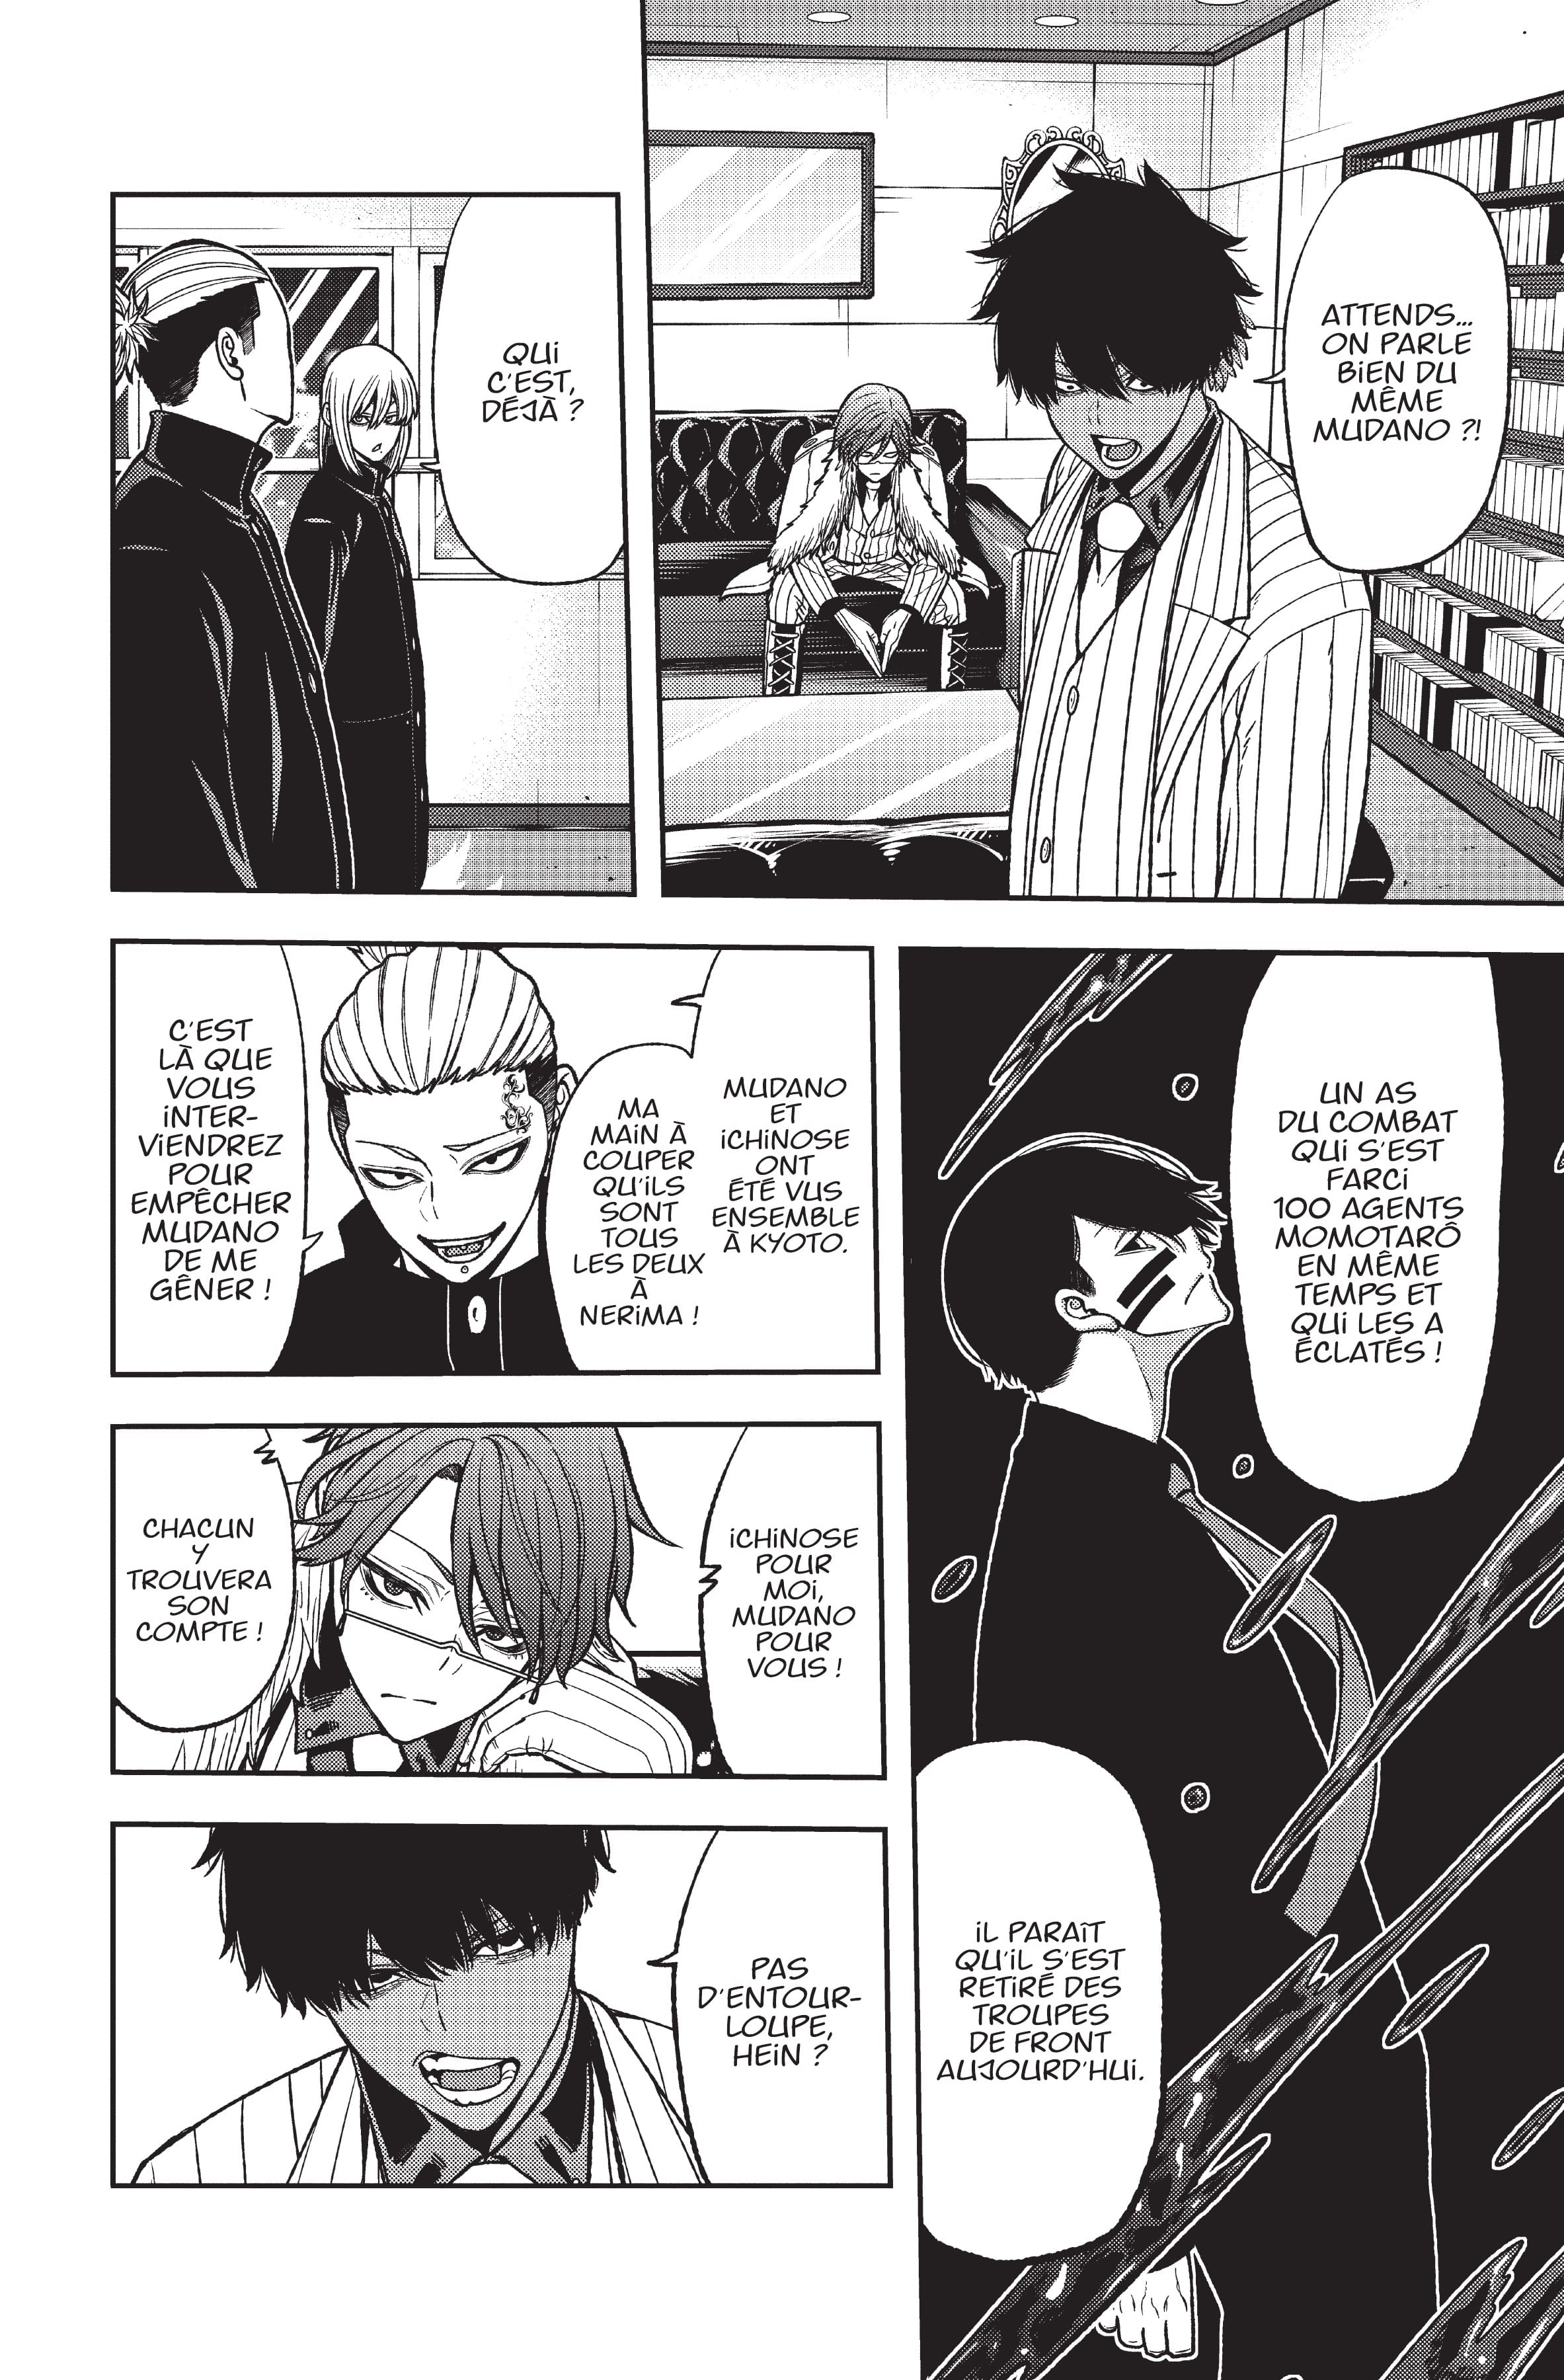 ATTENDS...
ON PARLE
BIEN DU
MÊME
MUDANO ?!
QUI
C'EST,
DÉJÀ ?
UN AS
DU COMBAT
QUI S'EST
FARCI
100 AGENTS
MOMOTARÔ
EN MÊME
TEMPS ET
QUI LES A
ÉCLATÉS !
IL PARAÎT
QU'IL S'EST
RETIRÉ DES
TROUPES
DE FRONT
AUJOURD'HUI.
MUDANO
ET
ICHINOSE
ONT
ÉTÉ VUS
ENSEMBLE
À KYOTO.
MA
MAIN À
COUPER
QU'ILS
SONT
TOUS
LES DEUX
À
NERIMA !
C'EST
LÀ QUE
VOUS
INTER-
VIENDREZ
POUR
EMPÊCHER
MUDANO
DE ME
GÊNER !
ICHINOSE
POUR
MOI,
MUDANO
POUR
VOUS !
CHACUN
Y
TROUVERA
SON
COMPTE !
PAS
D'ENTOUR-
LOUPE,
HEIN ?